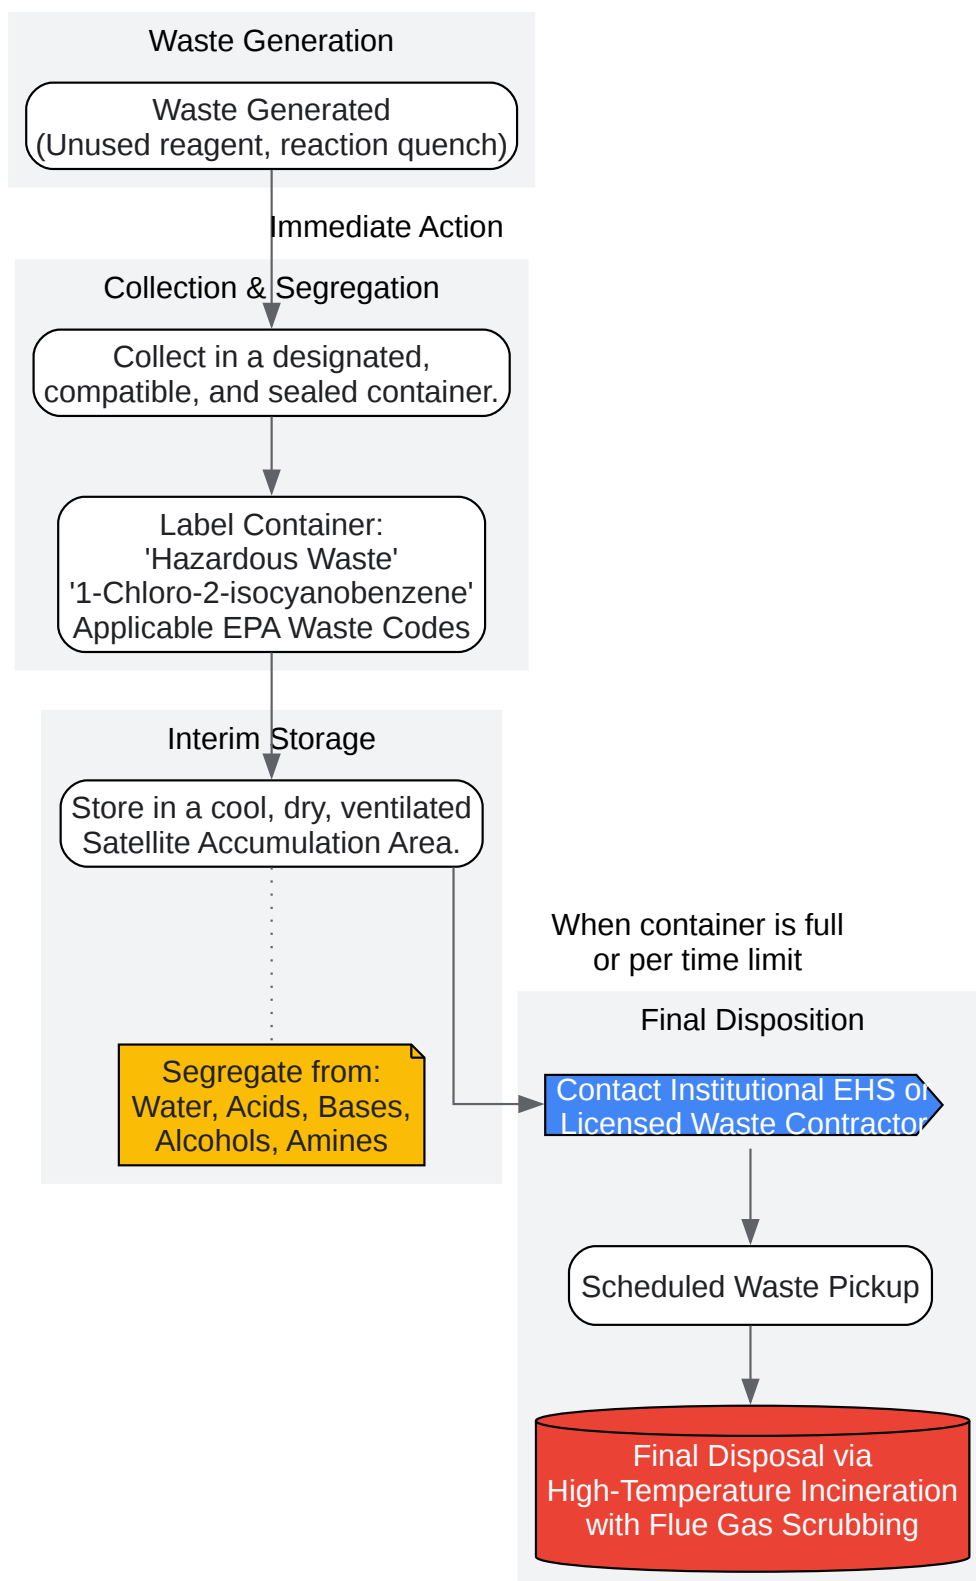 Waste Generation
Waste Generated
(Unused reagent, reaction quench)
Immediate Action
Collection & Segregation
Collect in a designated,
compatible, and sealed container.
Label Container:
'Hazardous Waste'
'1-Chloro-2-isocyanobenzene'
Applicable EPA Waste Codes
Interim Storage
Store in a cool, dry, ventilated
Satellite Accumulation Area.
Segregate from:
Water, Acids, Bases,
Alcohols, Amines
When container is full
or per time limit
Final Disposition
Contact Institutional EHS or
Licensed Waste Contractor
Scheduled Waste Pickup
Final Disposal via
High-Temperature Incineration
with Flue Gas Scrubbing